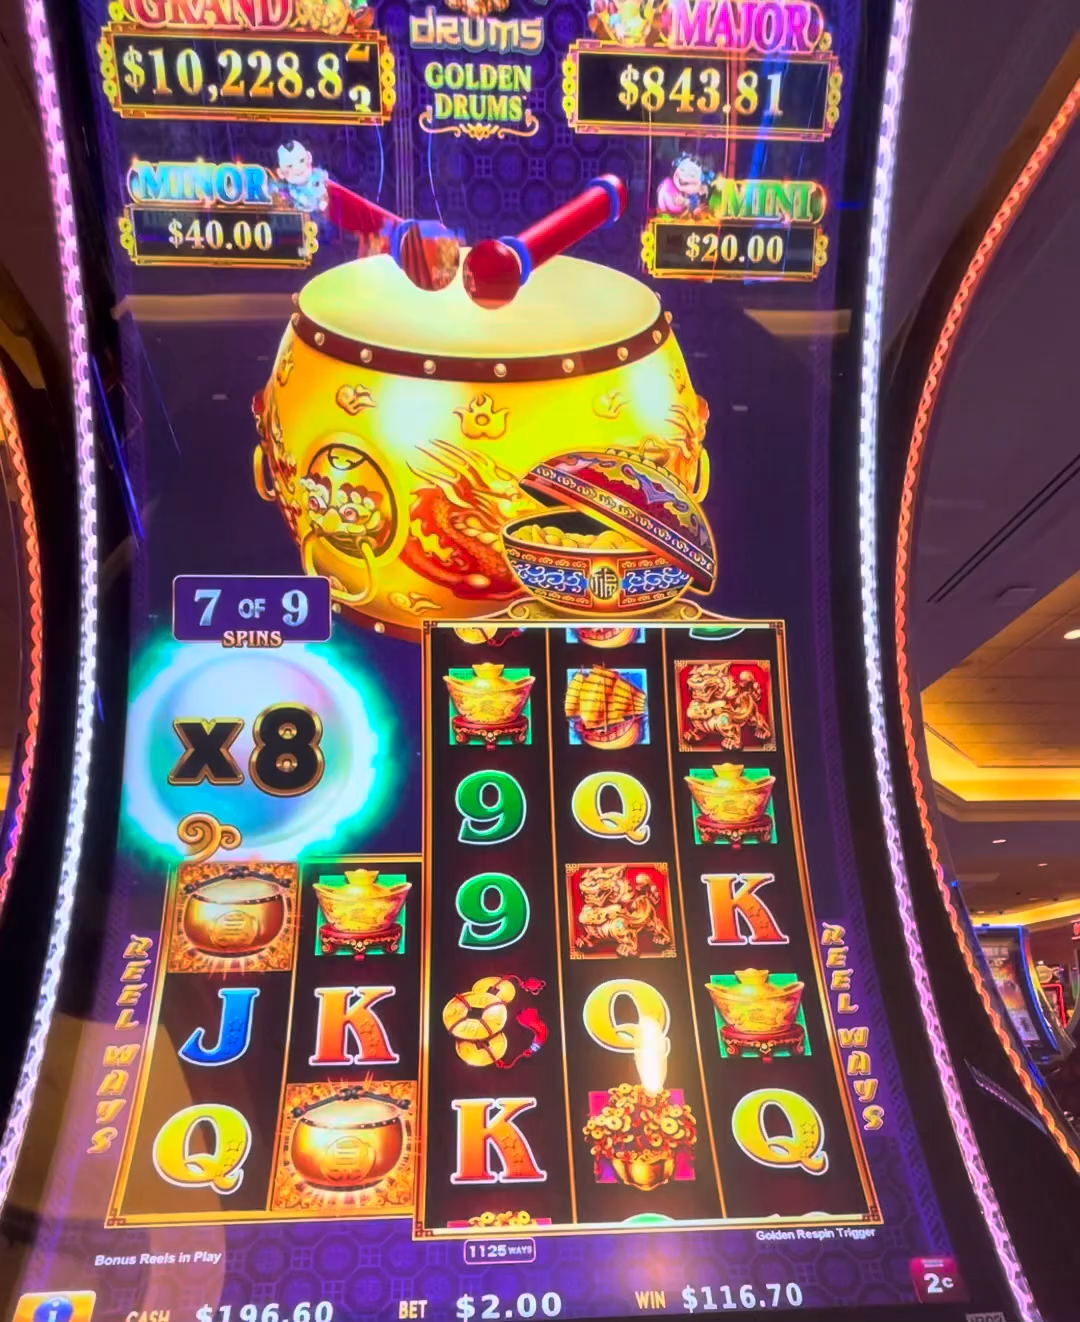 GRAND
DRUMS
MAJOR
$10,228.8
GOLDEN
DRUMS
$843.81
MINOR
MINI
$40.00
$20.00
7 OF 9
SPINS
x8
9
Q
9
K
J
K
Q
Q
K
Q
REEL WAYS
REEL WAYS
Bonus Reels in Play
1125 WAYS
Golden Respin Trigger
CASH $196.60
BET $2.00
WIN $116.70
2¢